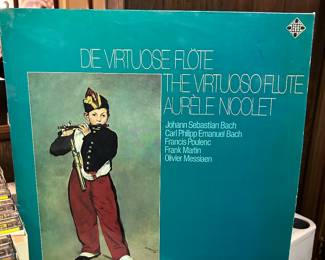 DIE VIRTUOSE FLÖTE
THE VIRTUOSO FLUTE
AURÈLE NICOLET
Johann Sebastian Bach
Carl Philipp Emanuel Bach
Francis Poulenc
Frank Martin
Olivier Messiaen